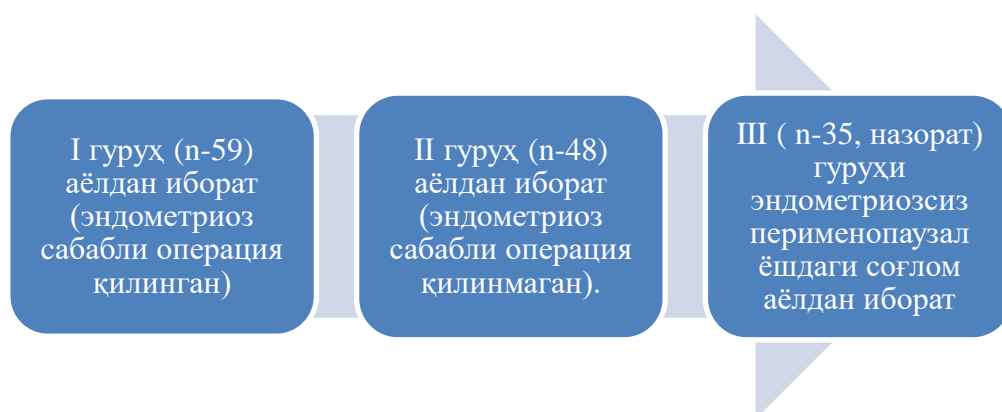 I гуруҳ (n-59)
аёлдан иборат
(эндометриоз
сабабли операция
қилинган)
II гуруҳ (n-48)
аёлдан иборат
(эндометриоз
сабабли операция
қилинмаган).
III ( n-35, назорат)
гуруҳи
эндометриозсиз
перименопаузал
ёшдаги соғлом
аёлдан иборат